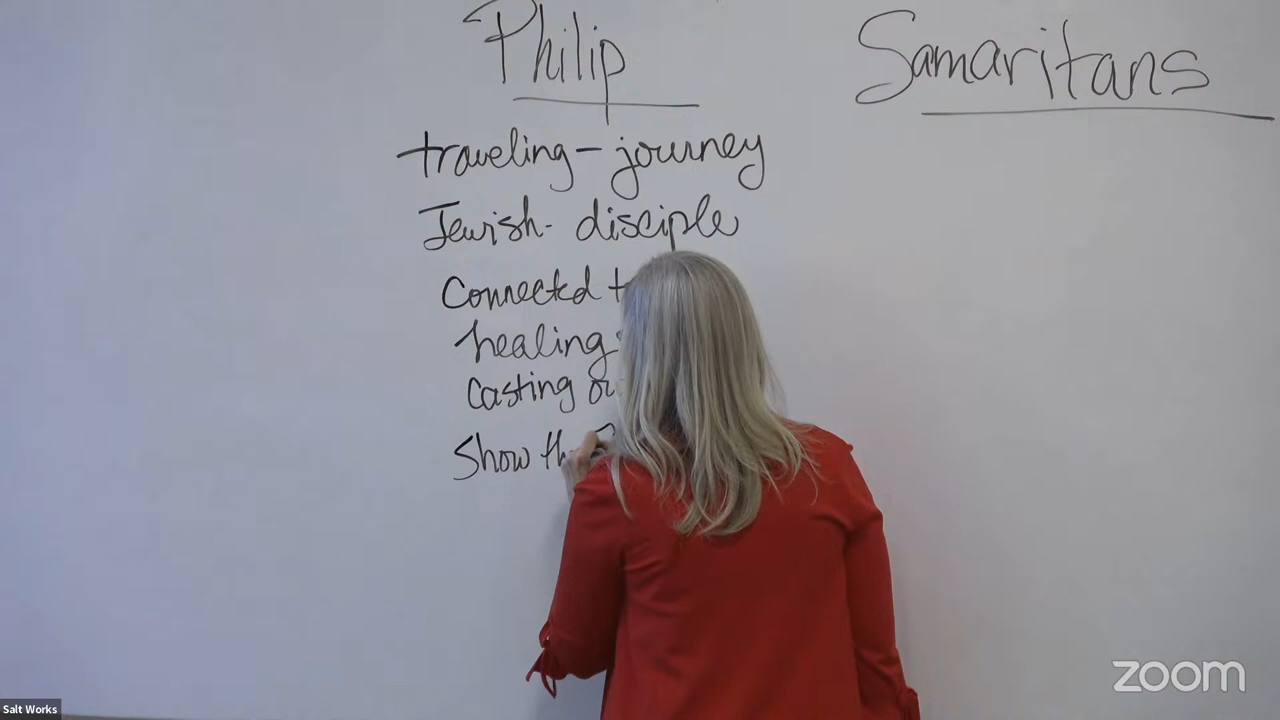 Philip
Samaritans
traveling - journey
Jewish - disciple
Connected
healing
Casting
Show
zoom
Salt Works